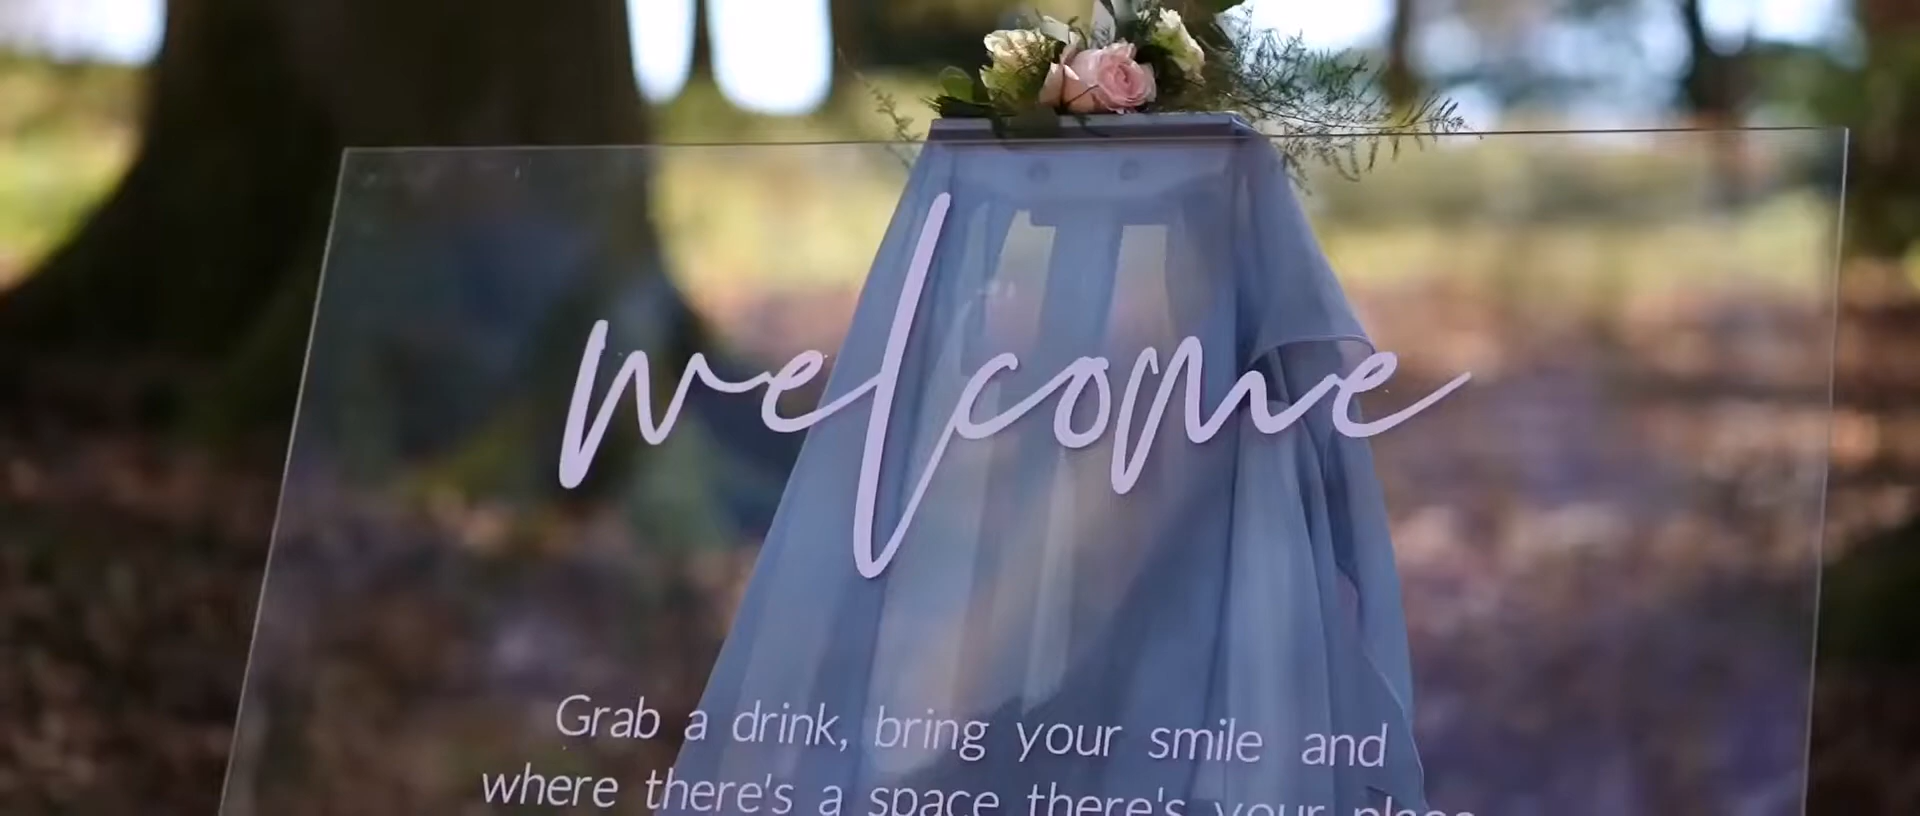 welcome
Grab a drink, bring your smile and
where there's a space there's your place